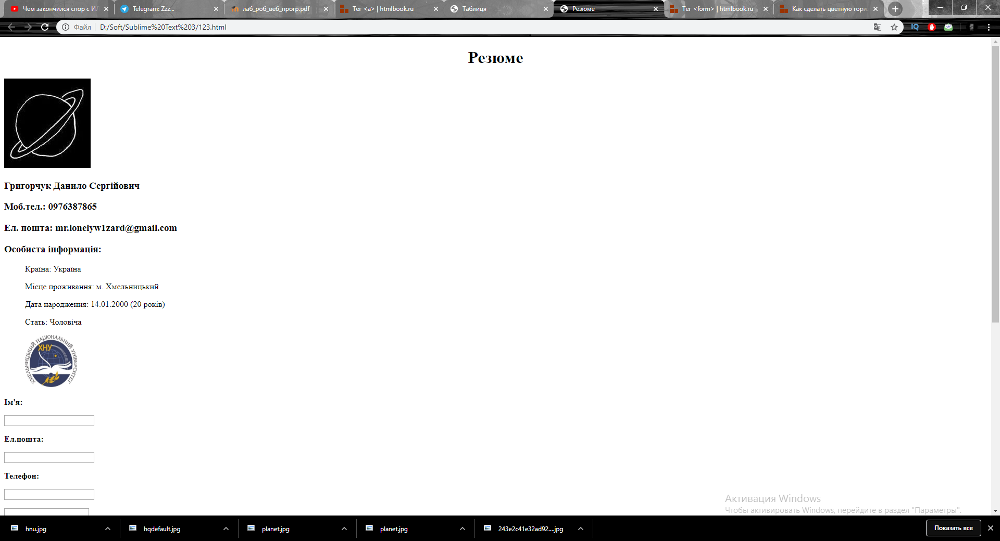 Чем закончился спор с ИЛ
Telegram: Zzz...
лаб_роб_веб_прогр.pdf
Тег <a> | htmlbook.ru
Таблиця
Резюме
Тег <form> | htmlbook.ru
Как сделать цветную гори
Файл D:/Soft/Sublime%20Text%203/123.html
IQ
Резюме
Григорчук Данило Сергійович
Моб.тел.: 0976387865
Ел. пошта: mr.lonelyw1zard@gmail.com
Особиста інформація:
Країна: Україна
Місце проживання: м. Хмельницький
Дата народження: 14.01.2000 (20 років)
Стать: Чоловіча
ХМЕЛЬНИЦЬКИЙ НАЦІОНАЛЬНИЙ УНІВЕРСИТЕТ
ХНУ
Ім'я:
Ел.пошта:
Телефон:
Активация Windows
Чтобы активировать Windows, перейдите в раздел "Параметры".
hnu.jpg
hqdefault.jpg
planet.jpg
planet.jpg
243e2c41e32ad92....jpg
Показать все